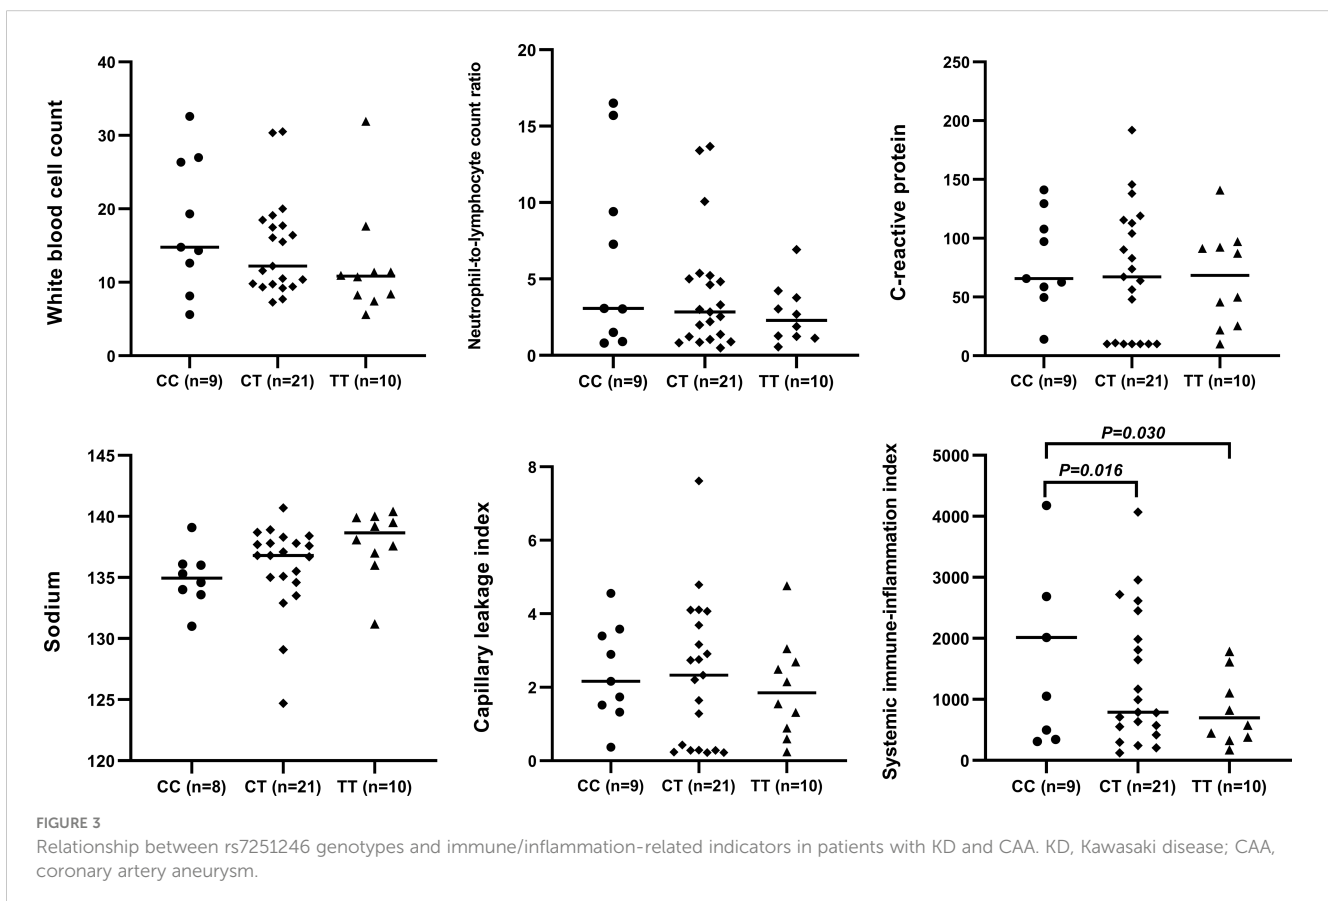 White blood cell count
40
30
20
10
0
CC (n=9) CT (n=21) TT (n=10)
Neutrophil-to-lymphocyte count ratio
20
15
10
5
0
CC (n=9) CT (n=21) TT (n=10)
C-reactive protein
250
200
150
100
50
0
CC (n=9) CT (n=21) TT (n=10)
Sodium
145
140
135
130
125
120
CC (n=8) CT (n=21) TT (n=10)
Capillary leakage index
8
6
4
2
0
CC (n=9) CT (n=21) TT (n=10)
Systemic immune-inflammation index
P=0.030
P=0.016
5000
4000
3000
2000
1000
0
CC (n=9) CT (n=21) TT (n=10)
FIGURE 3
Relationship between rs7251246 genotypes and immune/inflammation-related indicators in patients with KD and CAA. KD, Kawasaki disease; CAA,
coronary artery aneurysm.